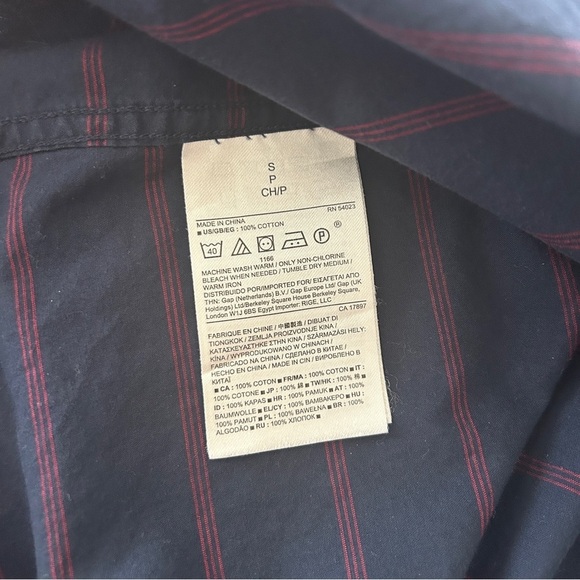 S
P
CH/P
RN 54023
MADE IN CHINA
■ US/GB/EG : 100% COTTON
40 P ®
1166
MACHINE WASH WARM / ONLY NON-CHLORINE
BLEACH WHEN NEEDED / TUMBLE DRY MEDIUM /
WARM IRON
DISTRIBUIDO POR/IMPORTED FOR/ΕΙΣΑΓΕΤΑΙ ΑΠΟ
ΤΗΝ: Gap (Netherlands) B.V./ Gap Europe Ltd/ Gap (UK
Holdings) Ltd/Berkeley Square House Berkeley Square,
London W1J 6BS Egypt Importer: RIGE, LLC
CA 17897
FABRIQUE EN CHINE / 中國製造 / DIBUAT DI
TIONGKOK / ZEMLJA PROIZVODNJE KINA /
ΚΑΤΑΣΚΕΥΑΣΤΗΚΕ ΣΤΗΝ ΚΙΝΑ / SZÁRMAZÁSI HELY:
KÍNA / WYPRODUKOWANO W CHINACH /
FABRICADO NA CHINA / СДЕЛАНО В КИТАЕ /
HECHO EN CHINA / MADE IN CIN / ВИРОБЛЕНО В
КИТАЇ
■ CA : 100% COTON ■ FR/MA : 100% COTON ■ IT :
100% COTONE ■ JP : 100% 綿 ■ TW/HK : 100% 棉 ■
ID : 100% KAPAS ■ HR : 100% PAMUK ■ AT : 100%
BAUMWOLLE ■ EL/CY : 100% ΒΑΜΒΑΚΕΡΟ ■ HU :
100% PAMUT ■ PL : 100% BAWEŁNA ■ BR : 100%
ALGODÃO ■ RU : 100% ХЛОПОК ■